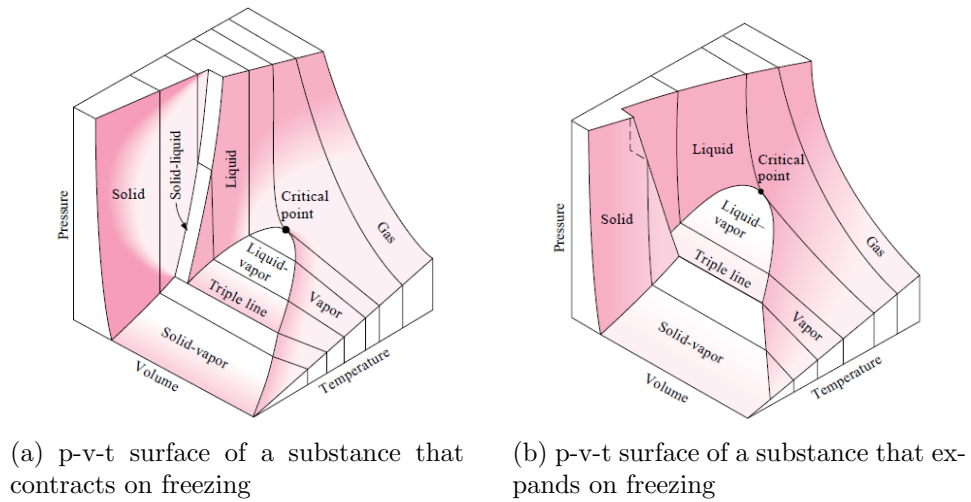 Pressure
Solid
Solid-liquid
Liquid
Critical
point
Gas
Liquid-
vapor
Triple line
Vapor
Solid-vapor
Volume
Temperature
(a) p-v-t surface of a substance that
contracts on freezing
Pressure
Solid
Liquid
Critical
point
Liquid–
vapor
Gas
Triple line
Vapor
Solid-vapor
Volume
Temperature
(b) p-v-t surface of a substance that ex-
pands on freezing